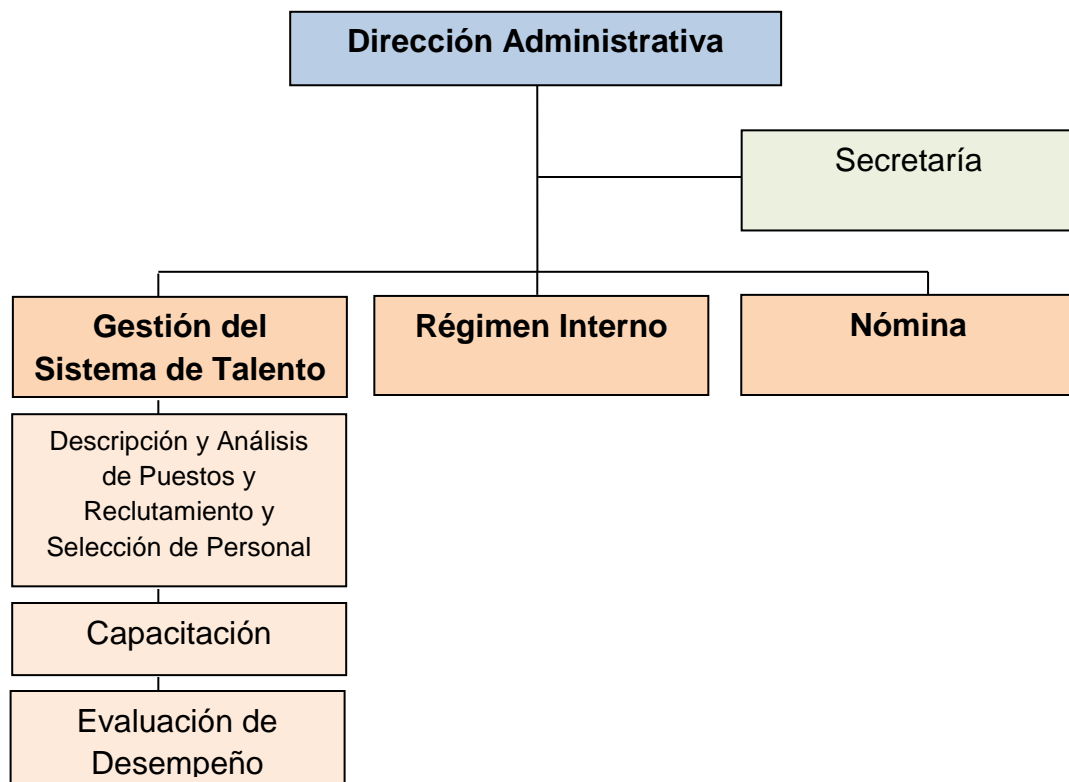 Dirección Administrativa
Secretaría
Gestión del
Sistema de Talento
Régimen Interno
Nómina
Descripción y Análisis
de Puestos y
Reclutamiento y
Selección de Personal
Capacitación
Evaluación de
Desempeño